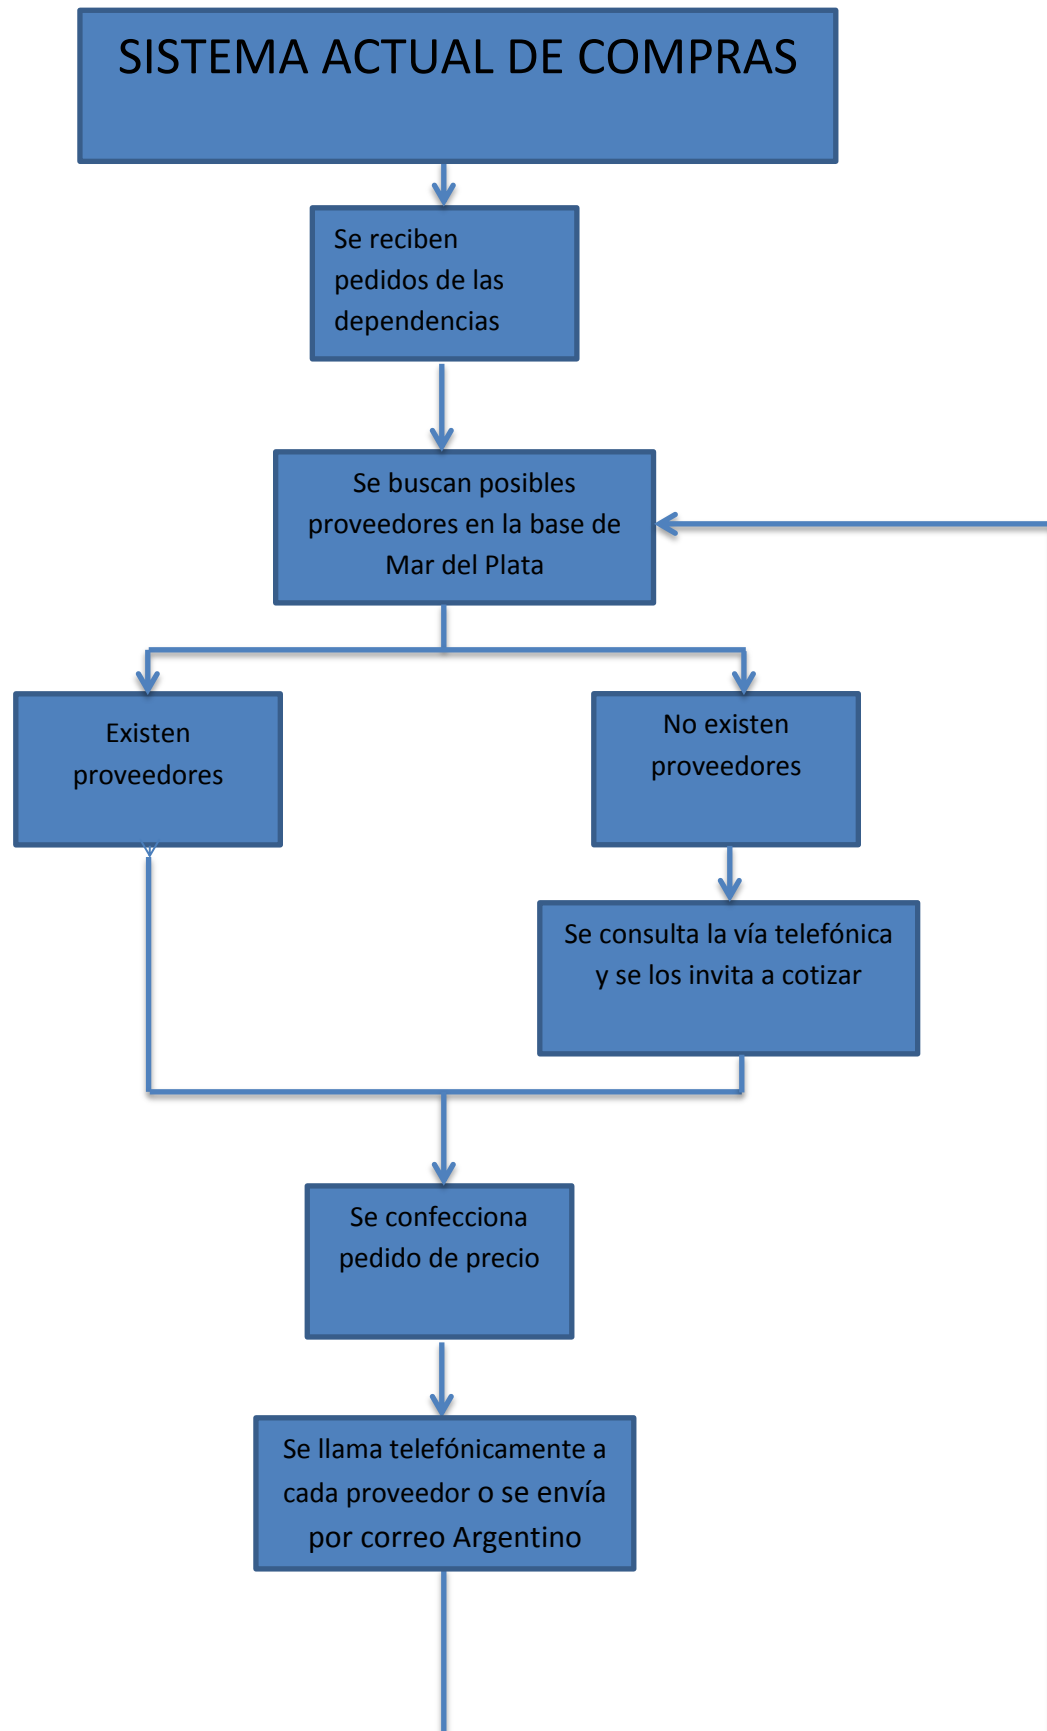 SISTEMA ACTUAL DE COMPRAS
Se reciben
pedidos de las
dependencias
Se buscan posibles
proveedores en la base de
Mar del Plata
Existen
proveedores
No existen
proveedores
Se consulta la vía telefónica
y se los invita a cotizar
Se confecciona
pedido de precio
Se llama telefónicamente a
cada proveedor o se envía
por correo Argentino